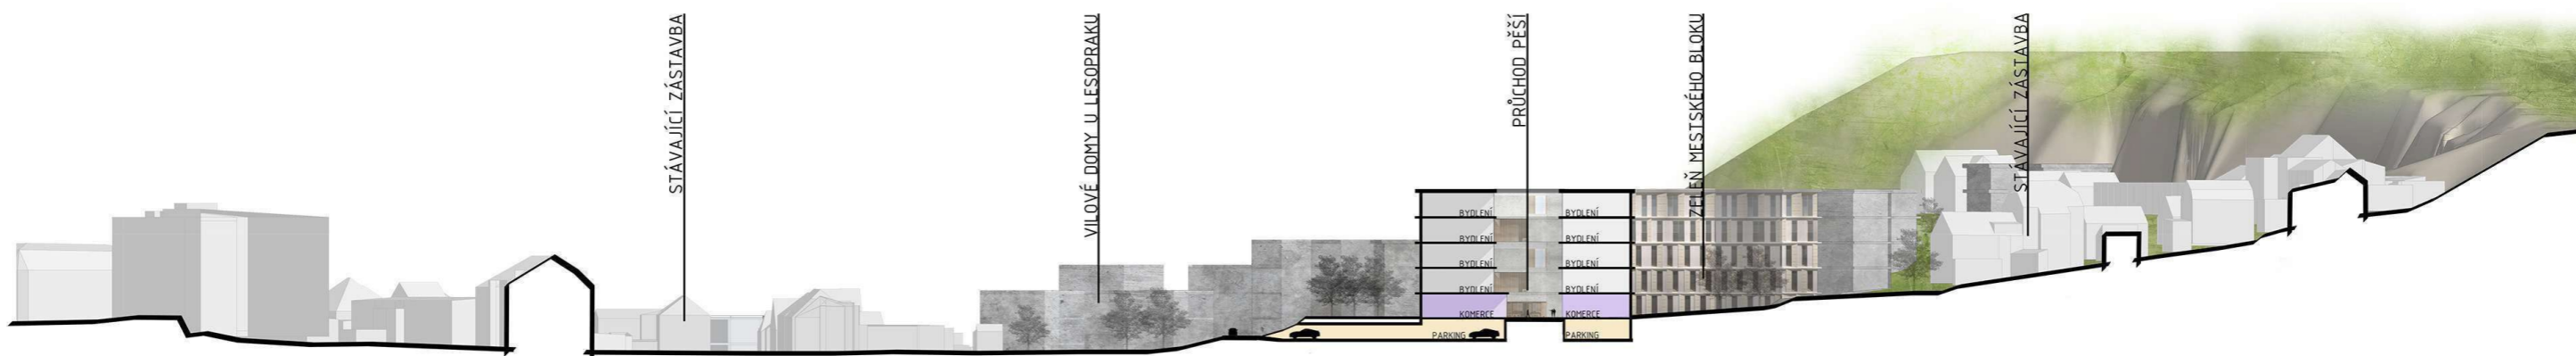 STÁVAJÍCÍ ZÁSTAVBA
VILOVÉ DOMY U LESOPRAKU
PRŮCHOD PĚŠÍ
ZELEŇ MESTSKÉHO BLOKU
STÁVAJÍCÍ ZÁSTAVBA
BYDLENÍ BYDLENÍ
BYDLENÍ BYDLENÍ
BYDLENÍ BYDLENÍ
BYDLENÍ BYDLENÍ
KOMERCE KOMERCE
PARKING PARKING